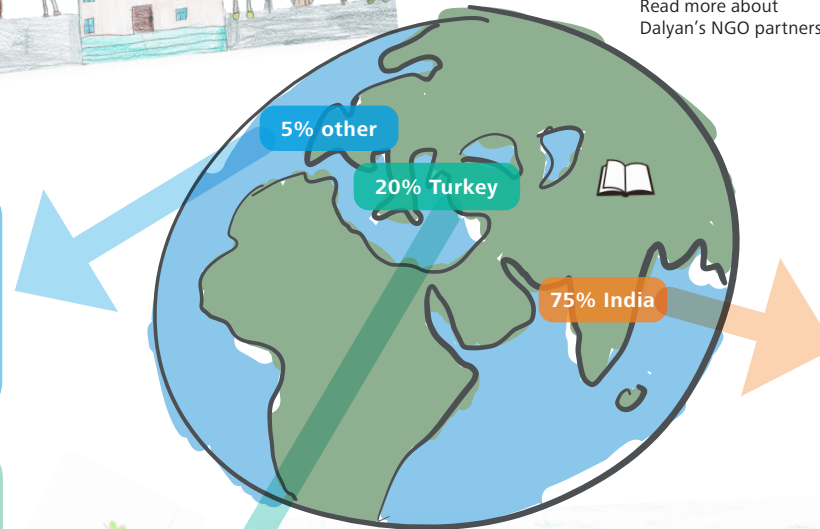 Read more about
Dalyan’s NGO partners
5% other
20% Turkey
75% India